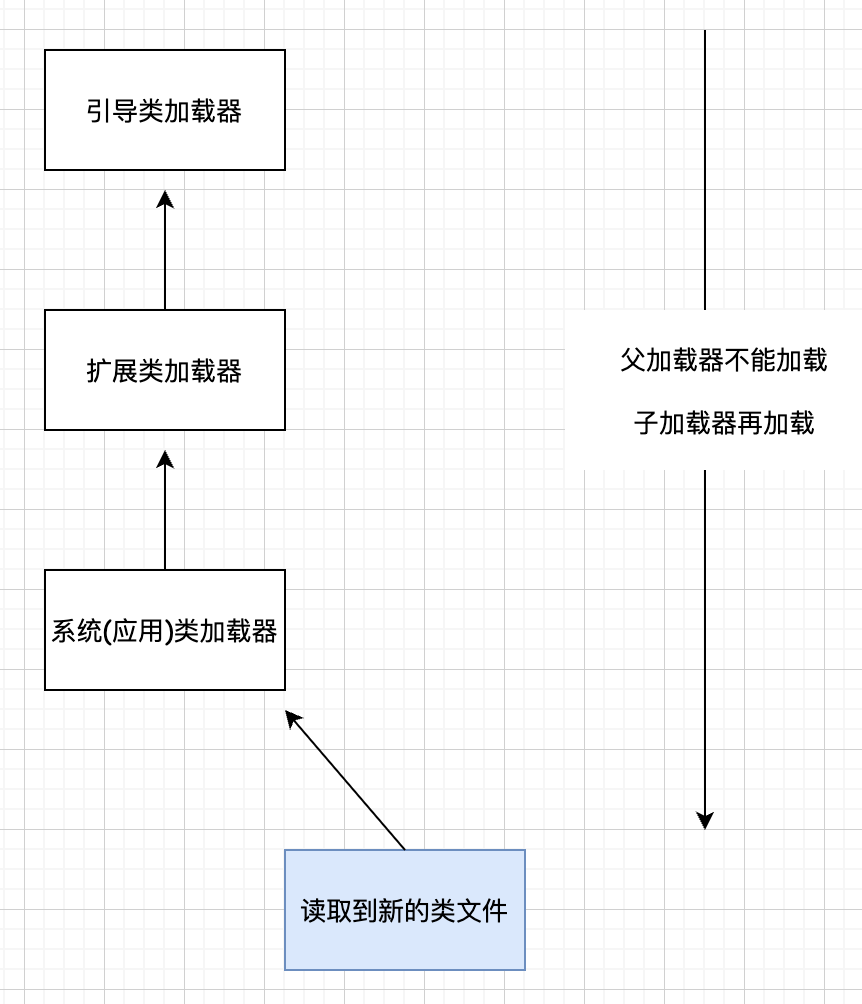 引导类加载器
扩展类加载器
父加载器不能加载
子加载器再加载
系统(应用)类加载器
读取到新的类文件